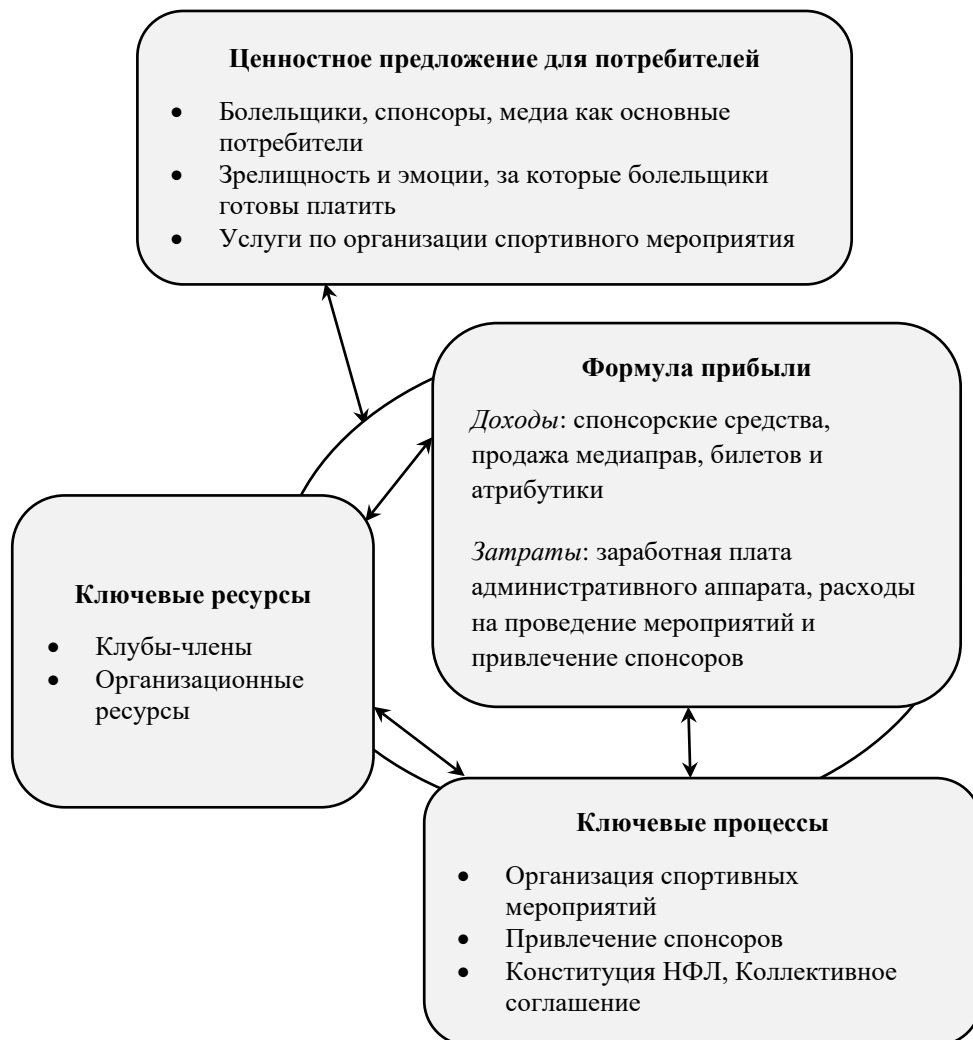 Ценностное предложение для потребителей
• Болельщики, спонсоры, медиа как основные
потребители
• Зрелищность и эмоции, за которые болельщики
готовы платить
• Услуги по организации спортивного мероприятия
Формула прибыли
Доходы: спонсорские средства,
продажа медиаправ, билетов и
атрибутики
Затраты: заработная плата
административного аппарата, расходы
на проведение мероприятий и
привлечение спонсоров
Ключевые ресурсы
• Клубы-члены
• Организационные
ресурсы
Ключевые процессы
• Организация спортивных
мероприятий
• Привлечение спонсоров
• Конституция НФЛ, Коллективное
соглашение